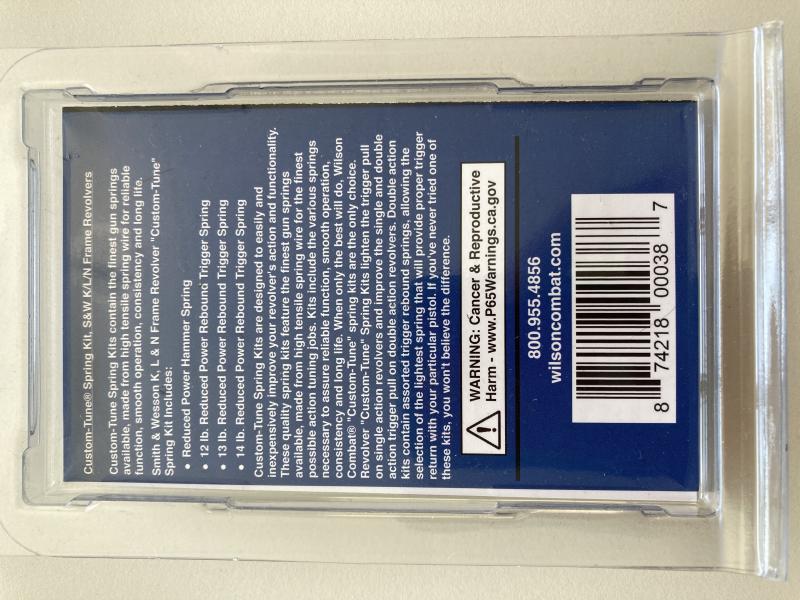 Custom-Tune® Spring Kit, S&W K/L/N Frame Revolvers
Custom-Tune Spring Kits contain the finest gun springs
available, made from high tensile spring wire for reliable
function, smooth operation, consistency and long life.
Smith & Wesson K, L & N Frame Revolver "Custom-Tune"
Spring Kit Includes:
• Reduced Power Hammer Spring
• 12 lb. Reduced Power Rebound Trigger Spring
• 13 lb. Reduced Power Rebound Trigger Spring
• 14 lb. Reduced Power Rebound Trigger Spring
Custom-Tune Spring Kits are designed to easily and
inexpensively improve your revolver's action and functionality.
These quality spring kits feature the finest gun springs
available, made from high tensile spring wire for the finest
possible action tuning jobs. Kits include the various springs
necessary to assure reliable function, smooth operation,
consistency and long life. When only the best will do, Wilson
Combat® "Custom-Tune" spring kits are the only choice.
Revolver "Custom-Tune" Spring Kits lighten the trigger pull
on single action revolvers and improve the single and double
action trigger pull on double action revolvers. Double action
kits contain assorted trigger rebound springs, allowing the
selection of the lightest spring that will provide proper trigger
return with your particular pistol. If you've never tried one of
these kits, you won't believe the difference.
WARNING: Cancer & Reproductive
Harm - www.P65Warnings.ca.gov
800.955.4856
wilsoncombat.com
8 74218 00038 7